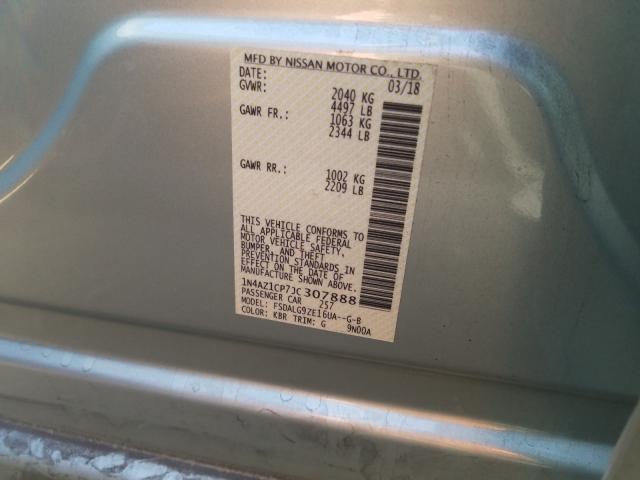 MFD BY NISSAN MOTOR CO., LTD.
DATE: 03/18
GVWR: 2040 KG
4497 LB
GAWR FR.: 1063 KG
2344 LB
GAWR RR.: 1002 KG
2209 LB
THIS VEHICLE CONFORMS TO
ALL APPLICABLE FEDERAL
MOTOR VEHICLE SAFETY,
BUMPER, AND THEFT
PREVENTION STANDARDS IN
EFFECT ON THE DATE OF
MANUFACTURE SHOWN ABOVE.
1N4AZ1CP7JC307888
PASSENGER CAR 257
MODEL: FSDALG9ZE16UA--G-B
COLOR: KBR TRIM: G 9N00A